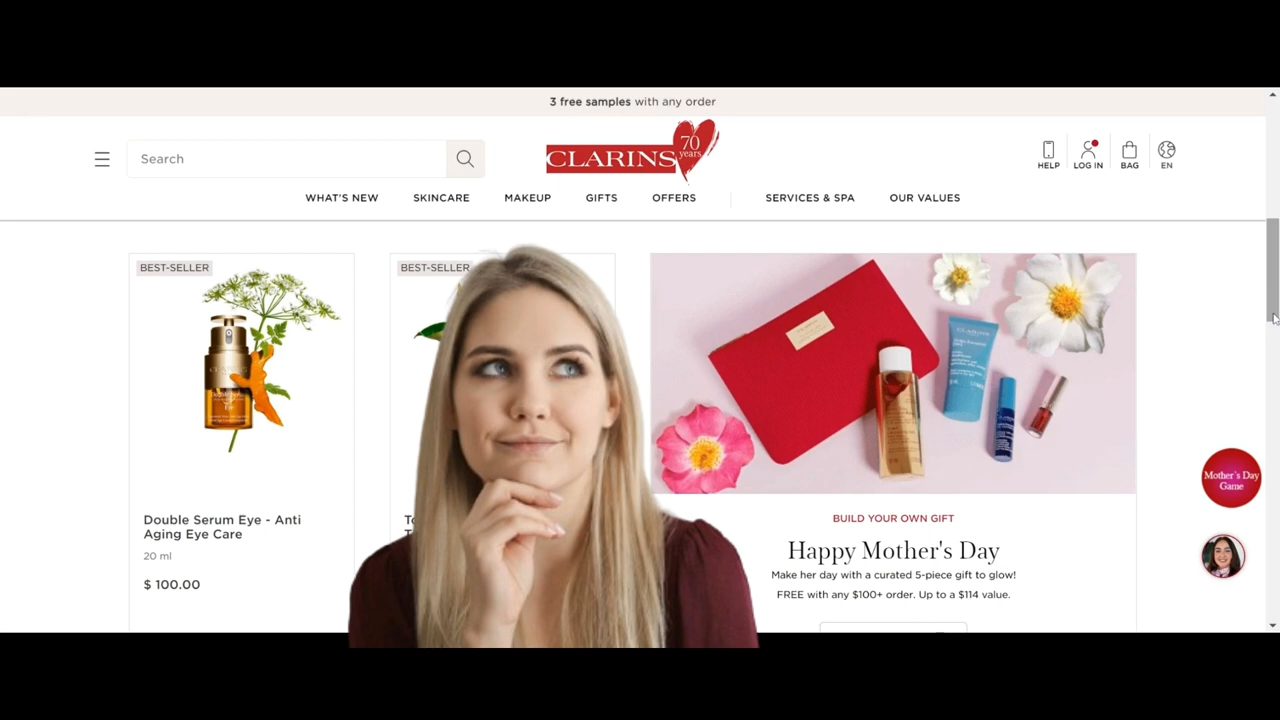 3 free samples with any order
Search
CLARINS
70
years
HELP
LOG IN
BAG
EN
WHAT'S NEW
SKINCARE
MAKEUP
GIFTS
OFFERS
SERVICES & SPA
OUR VALUES
BEST-SELLER
BEST-SELLER
CLARINS
Double Serum Eye - Anti
Aging Eye Care
20 ml
$ 100.00
BUILD YOUR OWN GIFT
Happy Mother's Day
Make her day with a curated 5-piece gift to glow!
FREE with any $100+ order. Up to a $114 value.
Mother's Day
Game